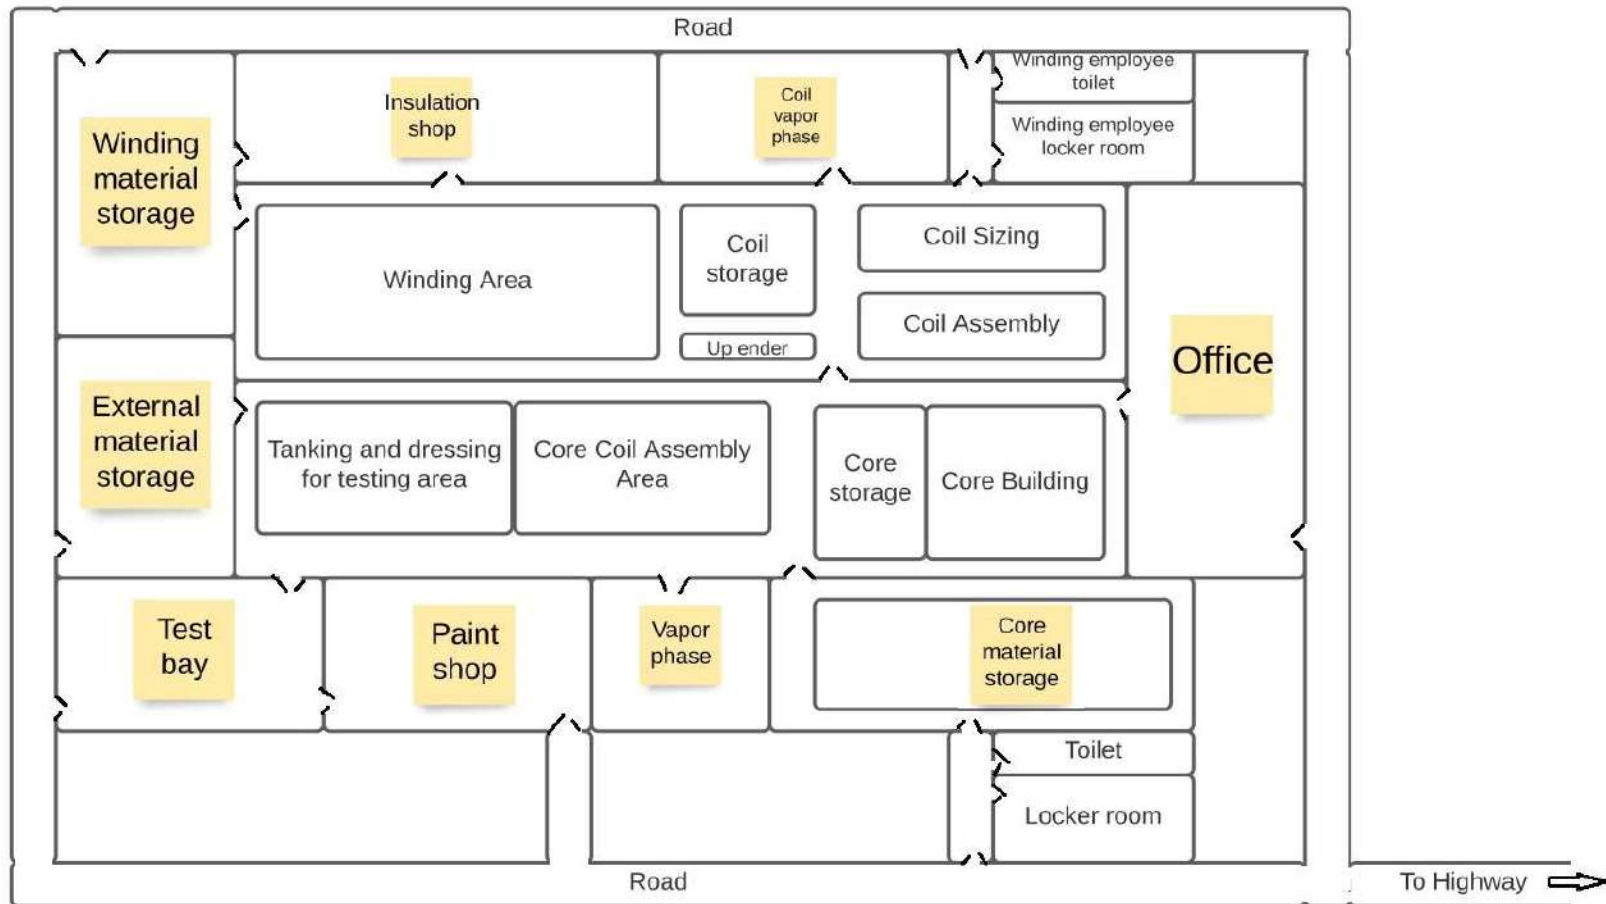 Road
Winding employee
toilet
Insulation
shop
Coil
vapor
phase
Winding
material
storage
Winding employee
locker room
Coil
storage
Coil Sizing
Winding Area
Coil Assembly
Up ender
Office
External
material
storage
Tanking and dressing
for testing area
Core Coil Assembly
Area
Core
storage
Core Building
Test
bay
Paint
shop
Vapor
phase
Core
material
storage
Toilet
Locker room
Road
To Highway